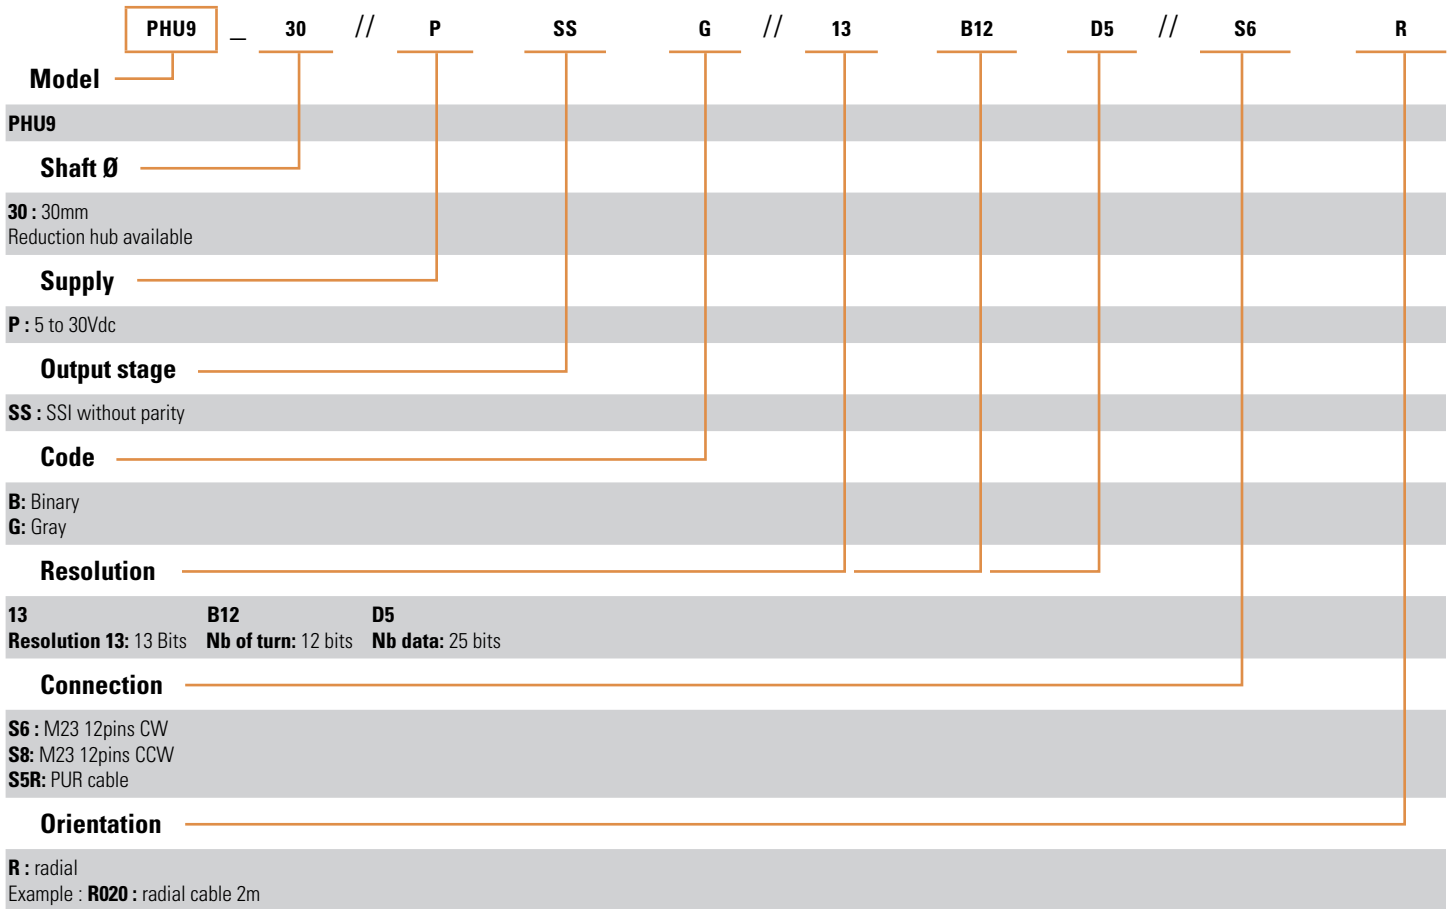 PHU9 _ 30 // P SS G // 13 B12 D5 // S6 R
Model
PHU9
Shaft Ø
30 : 30mm
Reduction hub available
Supply
P : 5 to 30Vdc
Output stage
SS : SSI without parity
Code
B: Binary
G: Gray
Resolution
13 B12 D5
Resolution 13: 13 Bits Nb of turn: 12 bits Nb data: 25 bits
Connection
S6 : M23 12pins CW
S8: M23 12pins CCW
S5R: PUR cable
Orientation
R : radial
Example : R020 : radial cable 2m